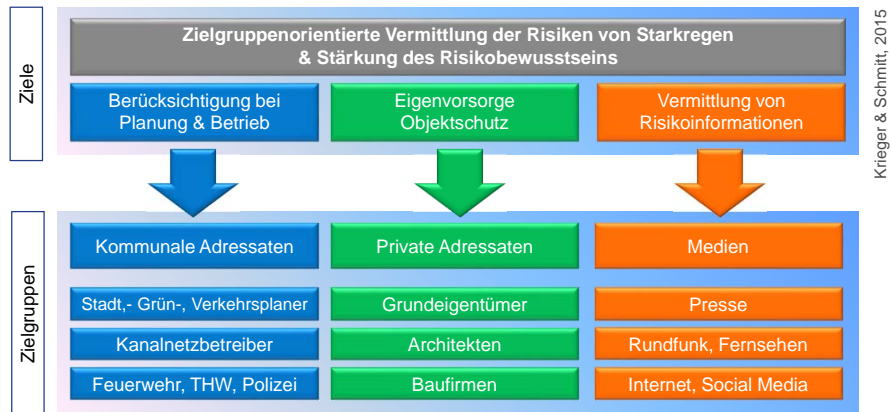 Ziele
Zielgruppenorientierte Vermittlung der Risiken von Starkregen
& Stärkung des Risikobewusstseins
Berücksichtigung bei
Planung & Betrieb
Eigenvorsorge
Objektschutz
Vermittlung von
Risikoinformationen
Krieger & Schmitt, 2015
Zielgruppen
Kommunale Adressaten
Private Adressaten
Medien
Stadt,- Grün-, Verkehrsplaner
Grundeigentümer
Presse
Kanalnetzbetreiber
Architekten
Rundfunk, Fernsehen
Feuerwehr, THW, Polizei
Baufirmen
Internet, Social Media